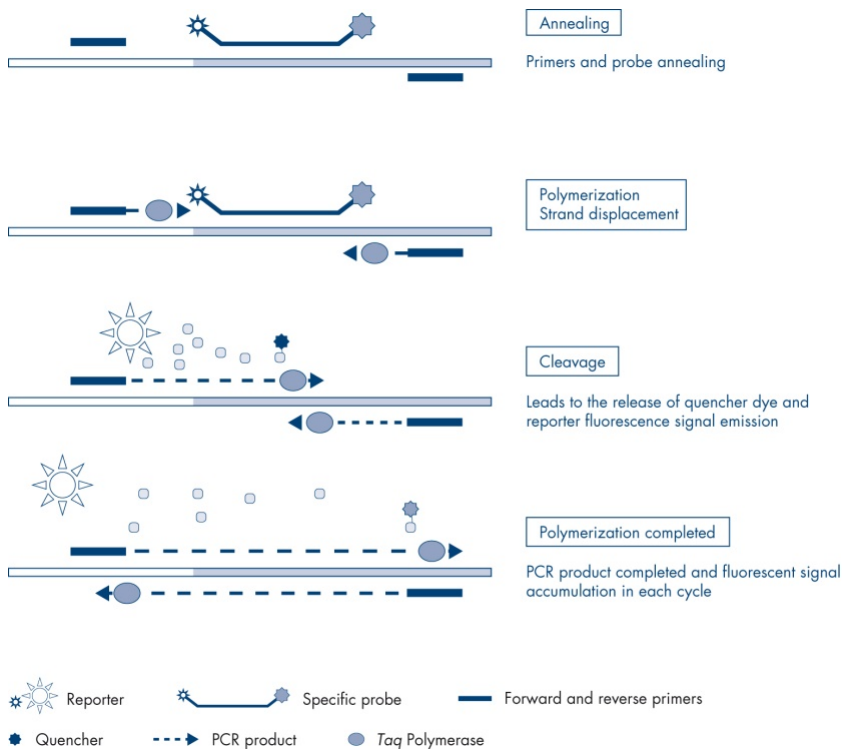 Annealing
Primers and probe annealing
Polymerization
Strand displacement
Cleavage
Leads to the release of quencher dye and
reporter fluorescence signal emission
Polymerization completed
PCR product completed and fluorescent signal
accumulation in each cycle
Reporter
Specific probe
Forward and reverse primers
Quencher
PCR product
Taq Polymerase